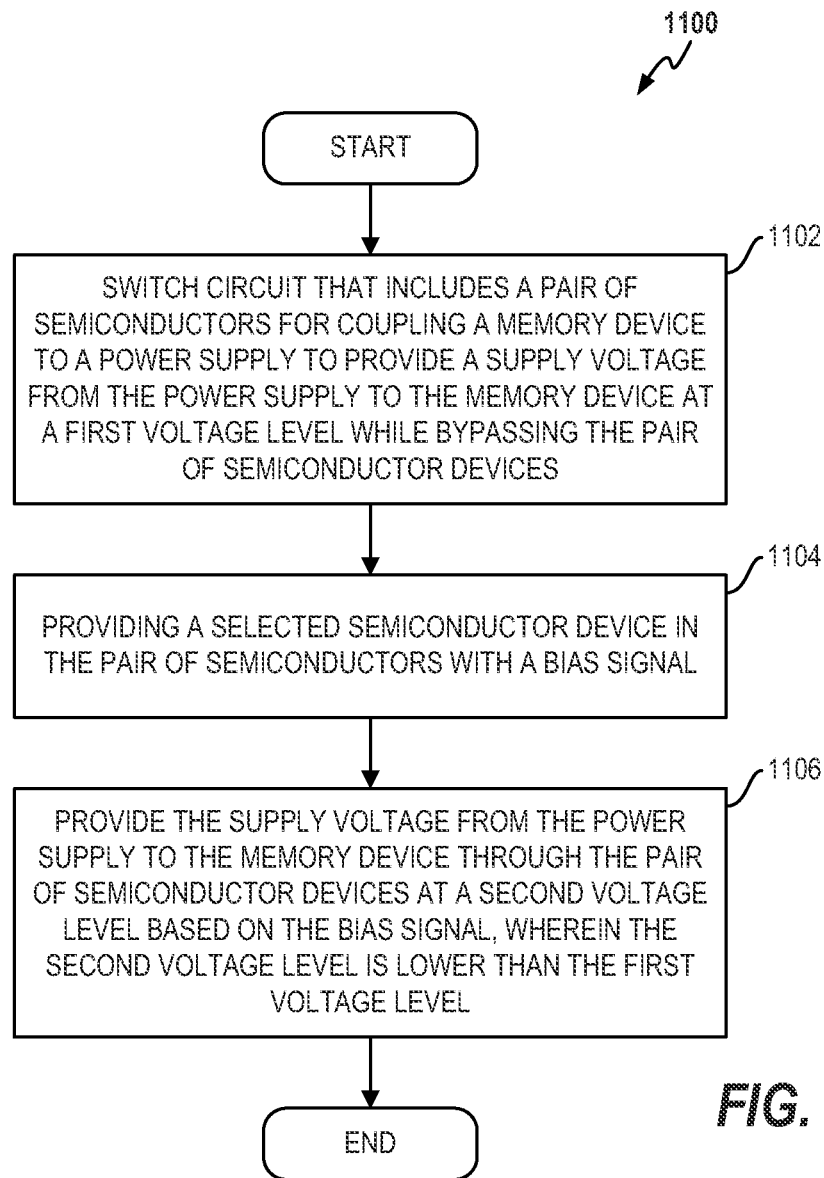 1100
START
1102
SWITCH CIRCUIT THAT INCLUDES A PAIR OF
SEMICONDUCTORS FOR COUPLING A MEMORY DEVICE
TO A POWER SUPPLY TO PROVIDE A SUPPLY VOLTAGE
FROM THE POWER SUPPLY TO THE MEMORY DEVICE AT
A FIRST VOLTAGE LEVEL WHILE BYPASSING THE PAIR
OF SEMICONDUCTOR DEVICES
1104
PROVIDING A SELECTED SEMICONDUCTOR DEVICE IN
THE PAIR OF SEMICONDUCTORS WITH A BIAS SIGNAL
1106
PROVIDE THE SUPPLY VOLTAGE FROM THE POWER
SUPPLY TO THE MEMORY DEVICE THROUGH THE PAIR
OF SEMICONDUCTOR DEVICES AT A SECOND VOLTAGE
LEVEL BASED ON THE BIAS SIGNAL, WHEREIN THE
SECOND VOLTAGE LEVEL IS LOWER THAN THE FIRST
VOLTAGE LEVEL
END
FIG.